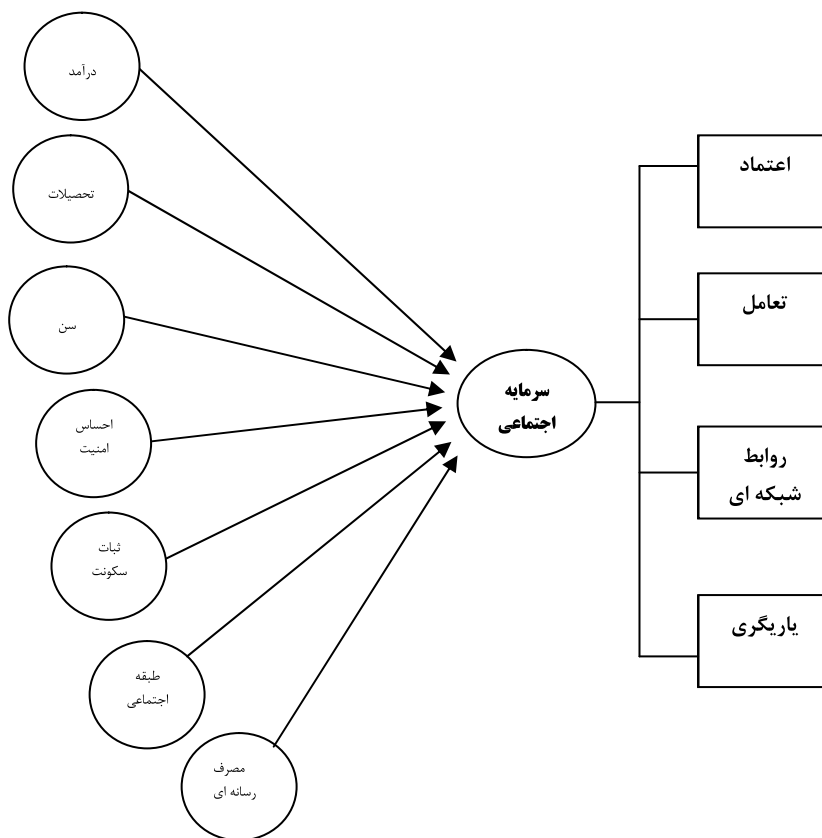 درآمد
تحصیلات
سن
احساس
امنیت
ثبات
سکونت
طبقه
اجتماعی
مصرف
رسانه ای
سرمایه
اجتماعی
اعتماد
تعامل
روابط
شبکه ای
یاریگری